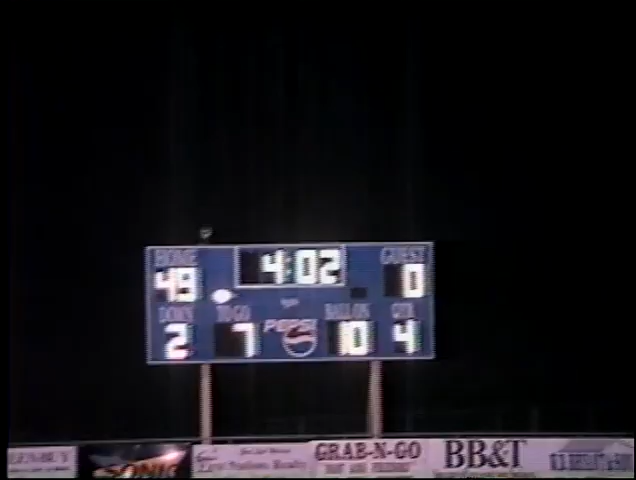 HOME 4:02 GUEST
49 0
DOWN TO GO PEPSI BALL ON QTR
2 7 10 4
SONIC
GRAB-N-GO
BB&T